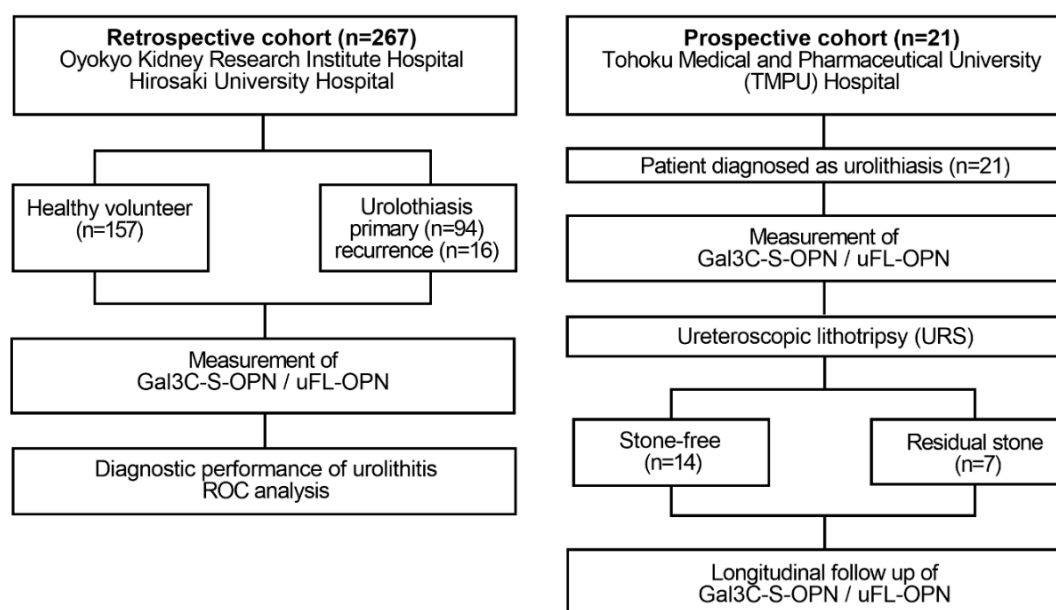 Retrospective cohort (n=267)
Oyokyo Kidney Research Institute Hospital
Hirosaki University Hospital
Healthy volunteer
(n=157)
Urolothiasis
primary (n=94)
recurrence (n=16)
Measurement of
Gal3C-S-OPN / uFL-OPN
Diagnostic performance of urolithitis
ROC analysis
Prospective cohort (n=21)
Tohoku Medical and Pharmaceutical University
(TMPU) Hospital
Patient diagnosed as urolithiasis (n=21)
Measurement of
Gal3C-S-OPN / uFL-OPN
Ureteroscopic lithotripsy (URS)
Stone-free
(n=14)
Residual stone
(n=7)
Longitudinal follow up of
Gal3C-S-OPN / uFL-OPN